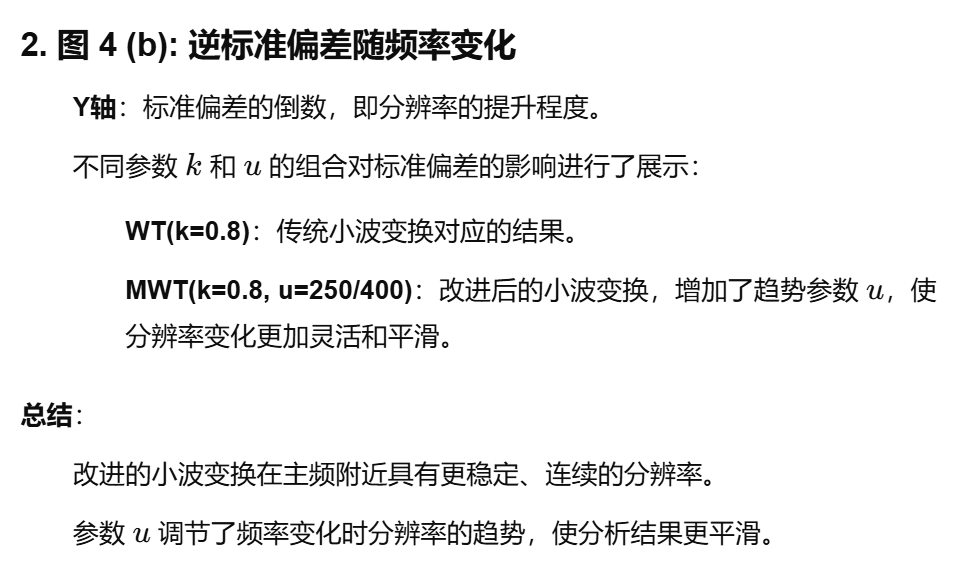 2. 图 4 (b): 逆标准偏差随频率变化
Y轴：标准偏差的倒数，即分辨率的提升程度。
不同参数 k 和 u 的组合对标准偏差的影响进行了展示：
WT(k=0.8)：传统小波变换对应的结果。
MWT(k=0.8, u=250/400)：改进后的小波变换，增加了趋势参数 u，使
分辨率变化更加灵活和平滑。
总结：
改进的小波变换在主频附近具有更稳定、连续的分辨率。
参数 u 调节了频率变化时分辨率的趋势，使分析结果更平滑。